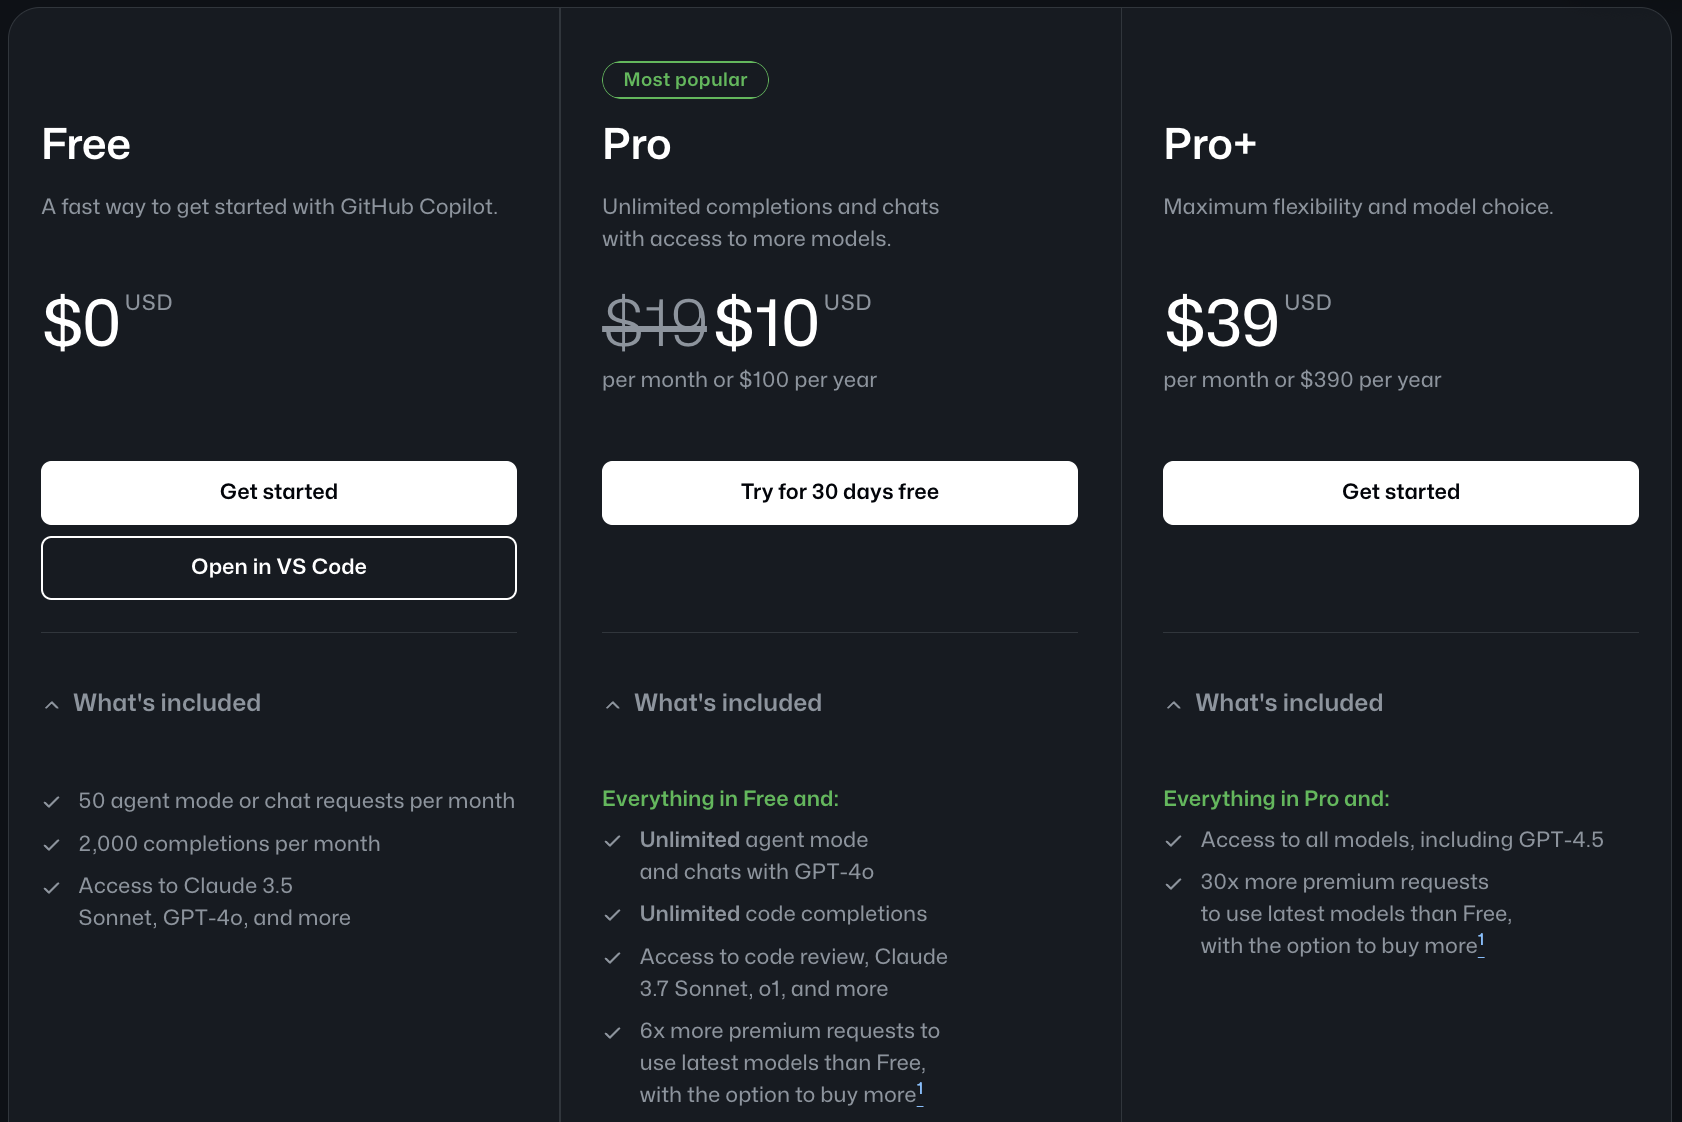 Free
A fast way to get started with GitHub Copilot.
$0 USD
Get started
Open in VS Code
What's included
50 agent mode or chat requests per month
2,000 completions per month
Access to Claude 3.5
Sonnet, GPT-4o, and more
Most popular
Pro
Unlimited completions and chats
with access to more models.
$19 $10 USD
per month or $100 per year
Try for 30 days free
What's included
Everything in Free and:
Unlimited agent mode
and chats with GPT-4o
Unlimited code completions
Access to code review, Claude
3.7 Sonnet, o1, and more
6x more premium requests to
use latest models than Free,
with the option to buy more1
Pro+
Maximum flexibility and model choice.
$39 USD
per month or $390 per year
Get started
What's included
Everything in Pro and:
Access to all models, including GPT-4.5
30x more premium requests
to use latest models than Free,
with the option to buy more1